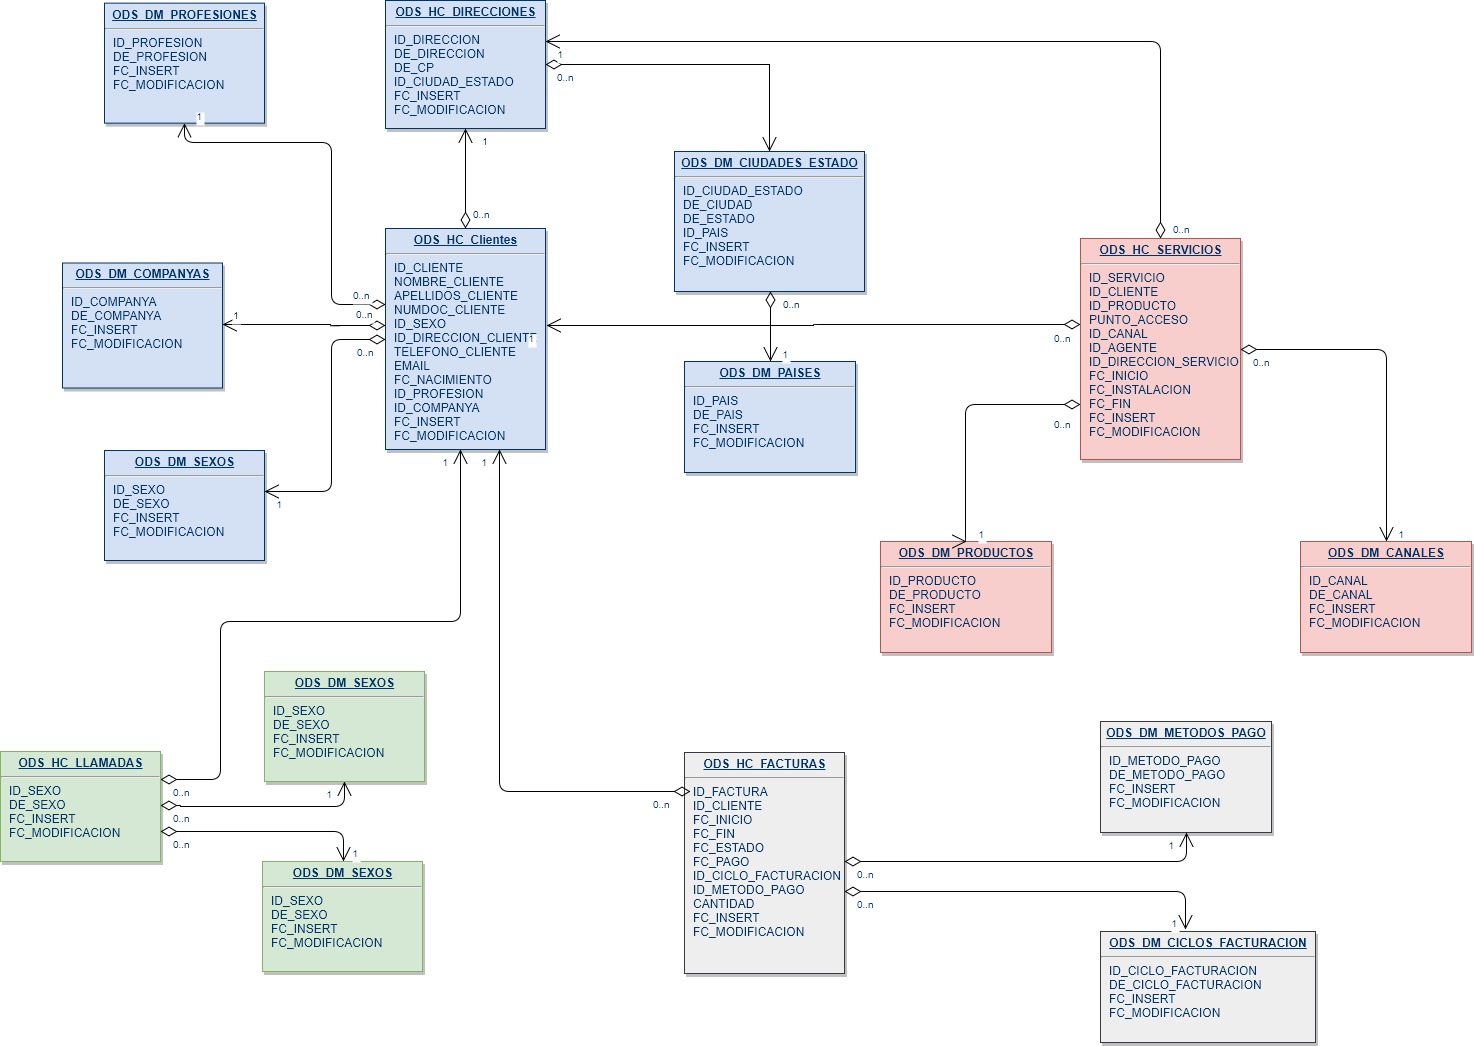 ODS_DM_PROFESIONES
ID_PROFESION
DE_PROFESION
FC_INSERT
FC_MODIFICACION
1
ODS_HC_DIRECCIONES
ID_DIRECCION
DE_DIRECCION
DE_CP
ID_CIUDAD_ESTADO
FC_INSERT
FC_MODIFICACION
1
0..n
1
0..n
ODS_DM_CIUDADES_ESTADO
ID_CIUDAD_ESTADO
DE_CIUDAD
DE_ESTADO
ID_PAIS
FC_INSERT
FC_MODIFICACION
0..n
1
ODS_DM_PAISES
ID_PAIS
DE_PAIS
FC_INSERT
FC_MODIFICACION
ODS_HC_Clientes
ID_CLIENTE
NOMBRE_CLIENTE
APELLIDOS_CLIENTE
NUMDOC_CLIENTE
ID_SEXO
ID_DIRECCION_CLIENTE
1
TELEFONO_CLIENTE
EMAIL
FC_NACIMIENTO
ID_PROFESION
ID_COMPANYA
FC_INSERT
FC_MODIFICACION
0..n
0..n
0..n
1
1
ODS_DM_COMPANYAS
ID_COMPANYA
DE_COMPANYA
FC_INSERT
FC_MODIFICACION
1
ODS_DM_SEXOS
ID_SEXO
DE_SEXO
FC_INSERT
FC_MODIFICACION
1
ODS_HC_SERVICIOS
ID_SERVICIO
ID_CLIENTE
ID_PRODUCTO
PUNTO_ACCESO
ID_CANAL
ID_AGENTE
ID_DIRECCION_SERVICIO
FC_INICIO
FC_INSTALACION
FC_FIN
FC_INSERT
FC_MODIFICACION
0..n
0..n
0..n
0..n
ODS_DM_PRODUCTOS
ID_PRODUCTO
DE_PRODUCTO
FC_INSERT
FC_MODIFICACION
1
ODS_DM_CANALES
ID_CANAL
DE_CANAL
FC_INSERT
FC_MODIFICACION
1
ODS_DM_SEXOS
ID_SEXO
DE_SEXO
FC_INSERT
FC_MODIFICACION
1
ODS_HC_LLAMADAS
ID_SEXO
DE_SEXO
FC_INSERT
FC_MODIFICACION
0..n
0..n
0..n
1
ODS_DM_SEXOS
ID_SEXO
DE_SEXO
FC_INSERT
FC_MODIFICACION
ODS_HC_FACTURAS
ID_FACTURA
ID_CLIENTE
FC_INICIO
FC_FIN
FC_ESTADO
FC_PAGO
ID_CICLO_FACTURACION
ID_METODO_PAGO
CANTIDAD
FC_INSERT
FC_MODIFICACION
0..n
0..n
0..n
ODS_DM_METODOS_PAGO
ID_METODO_PAGO
DE_METODO_PAGO
FC_INSERT
FC_MODIFICACION
1
1
ODS_DM_CICLOS_FACTURACION
ID_CICLO_FACTURACION
DE_CICLO_FACTURACION
FC_INSERT
FC_MODIFICACION